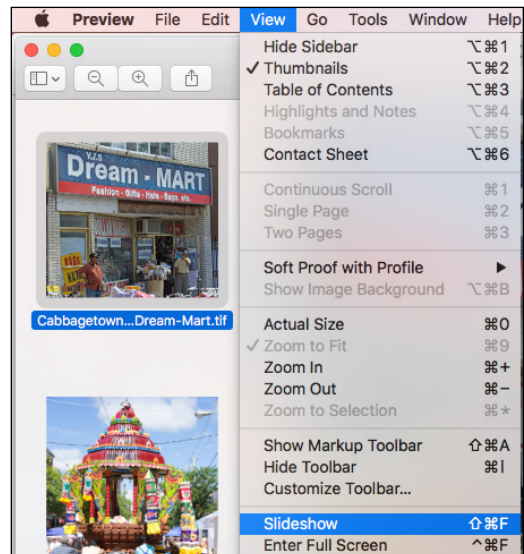 Preview File Edit View Go Tools Window Help
Hide Sidebar ⌥⌘1
✓ Thumbnails ⌥⌘2
Table of Contents ⌥⌘3
Highlights and Notes ⌥⌘4
Bookmarks ⌥⌘5
Contact Sheet ⌥⌘6
Continuous Scroll ⌘1
Single Page ⌘2
Two Pages ⌘3
Soft Proof with Profile ▶
Show Image Background ⌥⌘B
Actual Size ⌘0
✓ Zoom to Fit ⌘9
Zoom In ⌘+
Zoom Out ⌘−
Zoom to Selection ⌘*
Show Markup Toolbar ⇧⌘A
Hide Toolbar ⌘I
Customize Toolbar...
Slideshow ⇧⌘F
Enter Full Screen ^⌘F
Y.J.S
Dream - MART
Fashion - Gifts - Hats - Bags etc.
Cabbagetown...Dream-Mart.tif